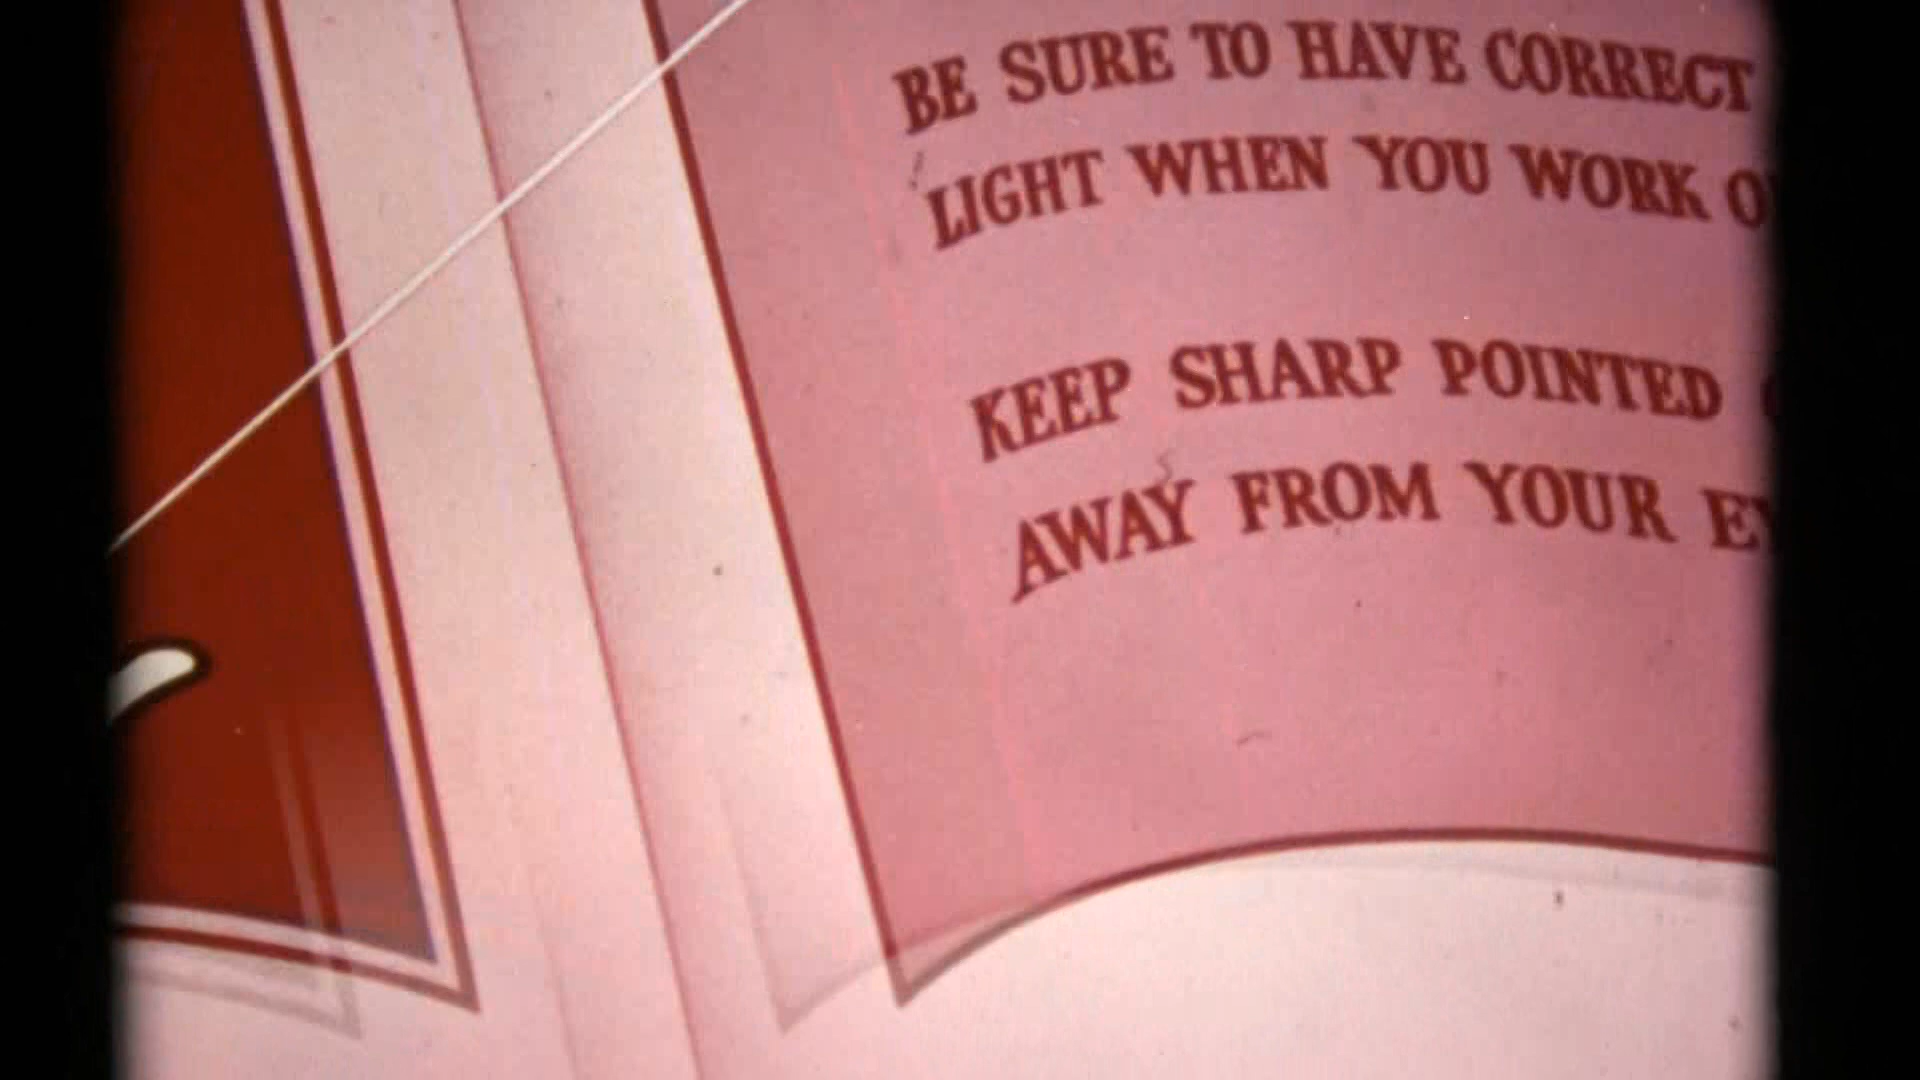 BE SURE TO HAVE CORRECT
LIGHT WHEN YOU WORK
KEEP SHARP POINTED
AWAY FROM YOUR